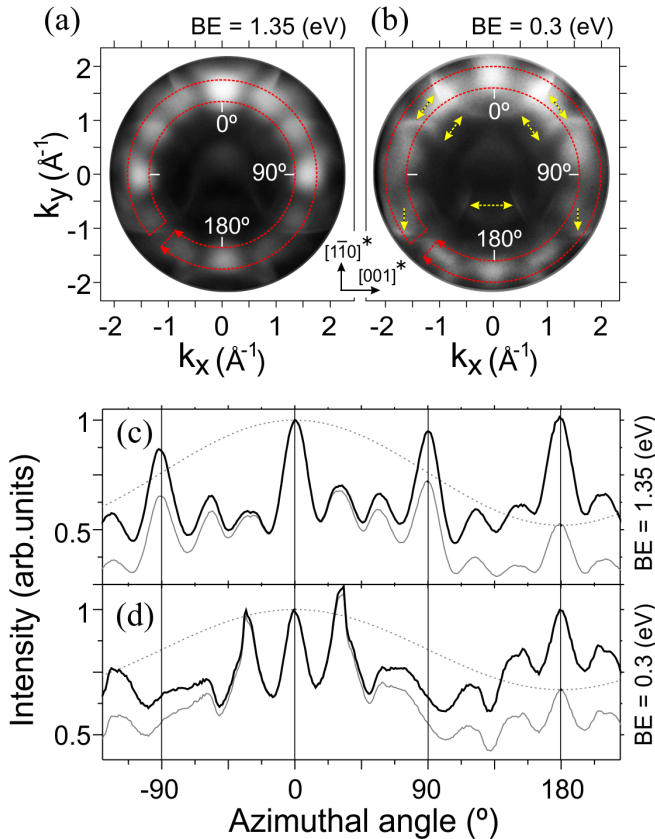 (a) BE = 1.35 (eV) (b) BE = 0.3 (eV)
2
1
0
-1
-2
k_y (Å⁻¹)
0º
90º
180º
0º
90º
180º
[11̅0]*
[001]*
-2 -1 0 1 2 -2 -1 0 1 2
k_x (Å⁻¹) k_x (Å⁻¹)
(c)
1
0.5
BE = 1.35 (eV)
(d)
1
0.5
BE = 0.3 (eV)
Intensity (arb.units)
-90 0 90 180
Azimuthal angle (º)